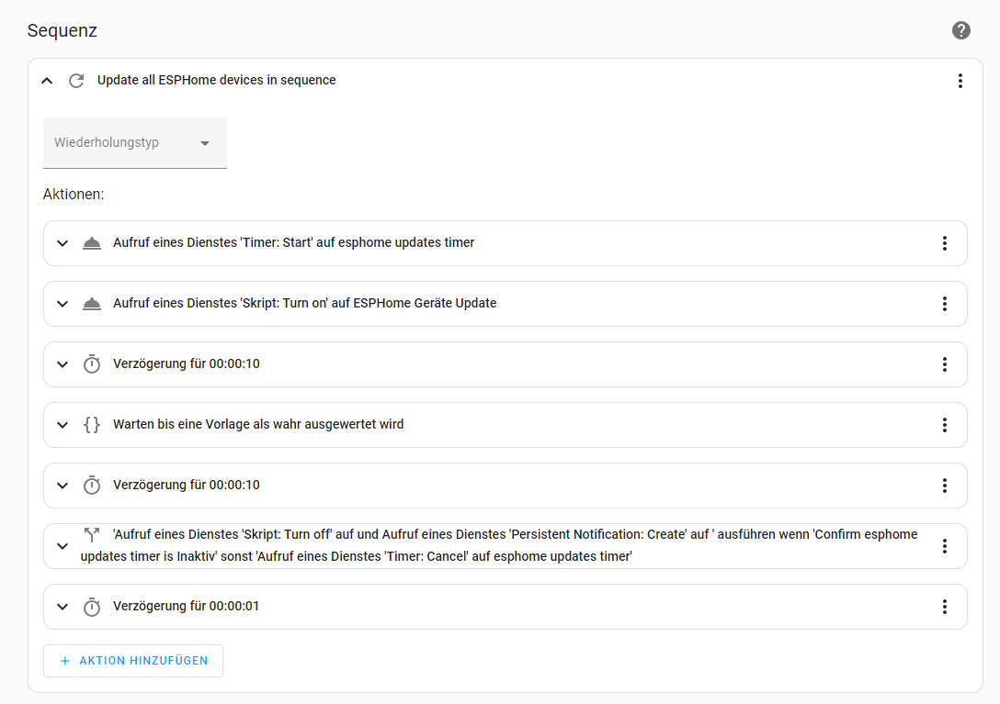 Sequenz
Update all ESPHome devices in sequence
Wiederholungstyp
Aktionen:
Aufruf eines Dienstes 'Timer: Start' auf esphome updates timer
Aufruf eines Dienstes 'Skript: Turn on' auf ESPHome Geräte Update
Verzögerung für 00:00:10
Warten bis eine Vorlage als wahr ausgewertet wird
Verzögerung für 00:00:10
'Aufruf eines Dienstes 'Skript: Turn off' auf und Aufruf eines Dienstes 'Persistent Notification: Create' auf ' ausführen wenn 'Confirm esphome
updates timer is Inaktiv' sonst 'Aufruf eines Dienstes 'Timer: Cancel' auf esphome updates timer'
Verzögerung für 00:00:01
+ AKTION HINZUFÜGEN